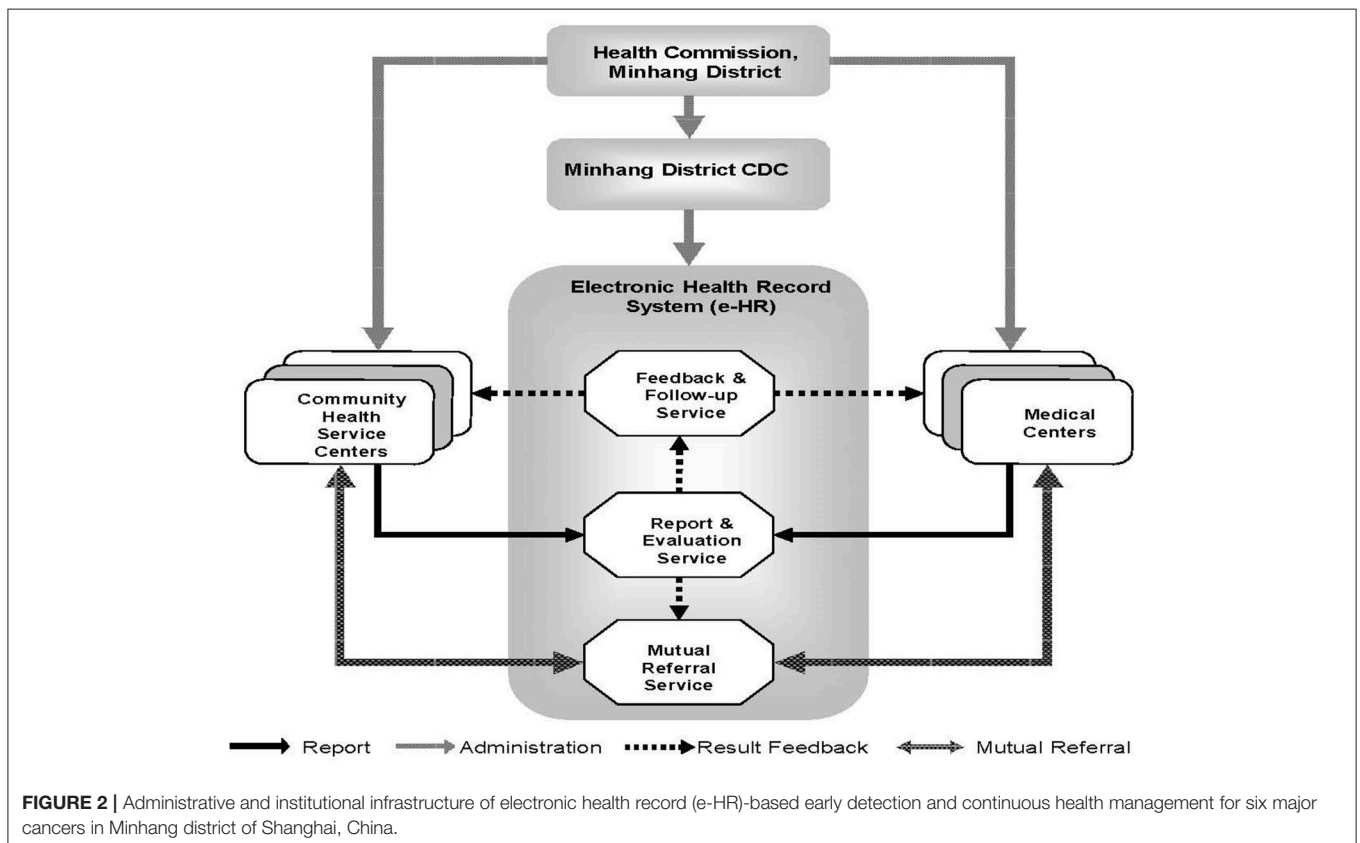 Health Commission,
Minhang District
Minhang District CDC
Electronic Health Record
System (e-HR)
Feedback &
Follow-up
Service
Community
Health
Service
Centers
Medical
Centers
Report &
Evaluation
Service
Mutual
Referral
Service
Report
Administration
Result Feedback
Mutual Referral
FIGURE 2 | Administrative and institutional infrastructure of electronic health record (e-HR)-based early detection and continuous health management for six major
cancers in Minhang district of Shanghai, China.